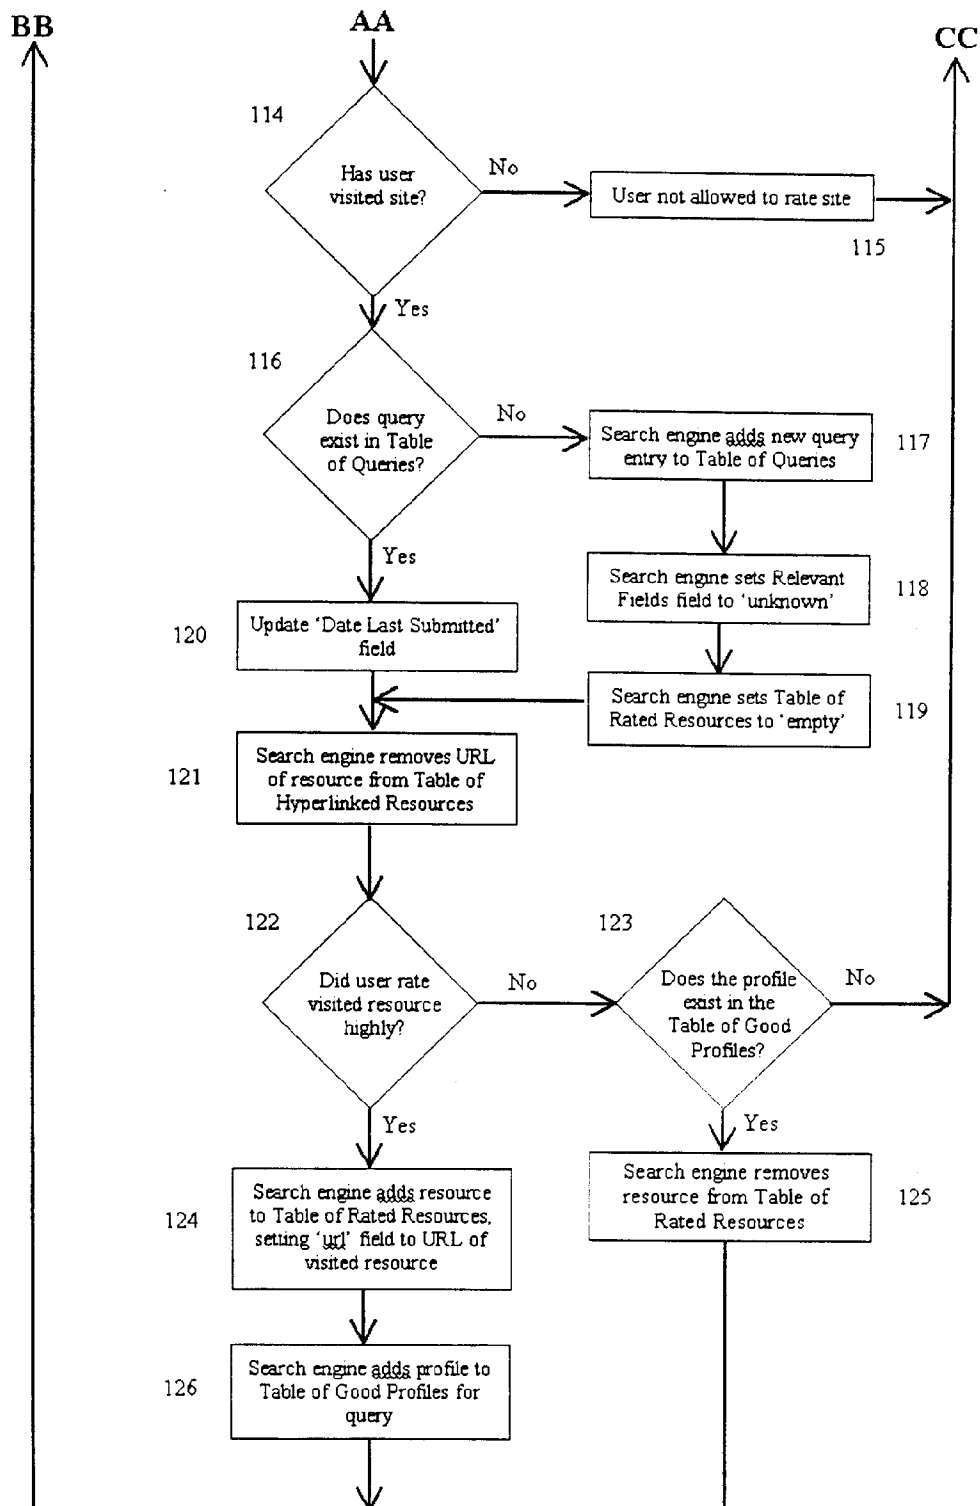 BB
AA
CC
114
Has user
visited site?
No
User not allowed to rate site
115
Yes
116
Does query
exist in Table
of Queries?
No
Search engine adds new query
entry to Table of Queries
117
Yes
Search engine sets Relevant
Fields field to ‘unknown’
118
120
Update ‘Date Last Submitted’
field
Search engine sets Table of
Rated Resources to ‘empty’
119
121
Search engine removes URL
of resource from Table of
Hyperlinked Resources
122
Did user rate
visited resource
highly?
No
123
Does the profile
exist in the
Table of Good
Profiles?
No
Yes
Yes
124
Search engine adds resource
to Table of Rated Resources,
setting ‘url’ field to URL of
visited resource
Search engine removes
resource from Table of
Rated Resources
125
126
Search engine adds profile to
Table of Good Profiles for
query